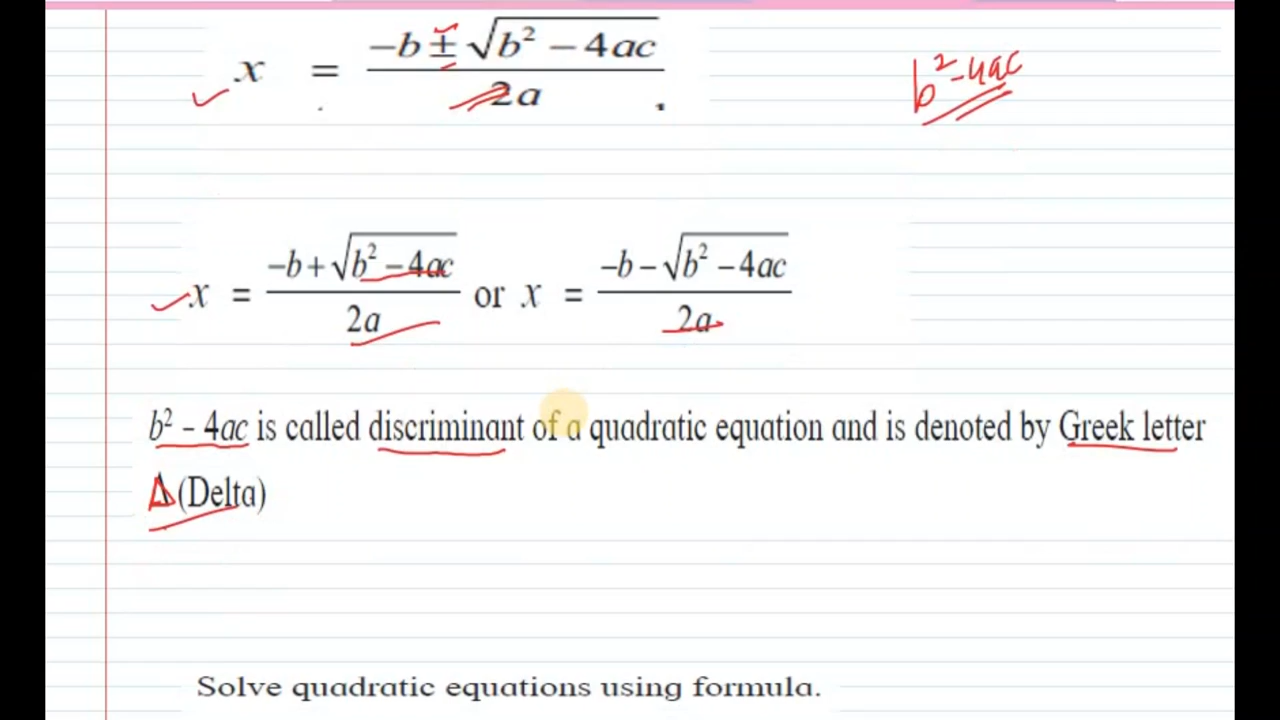 x = −b ± √b² − 4ac / 2a .
b² - 4ac
x = −b + √b² − 4ac / 2a or x = −b − √b² − 4ac / 2a
b² − 4ac is called discriminant of a quadratic equation and is denoted by Greek letter
Δ (Delta)
Solve quadratic equations using formula.